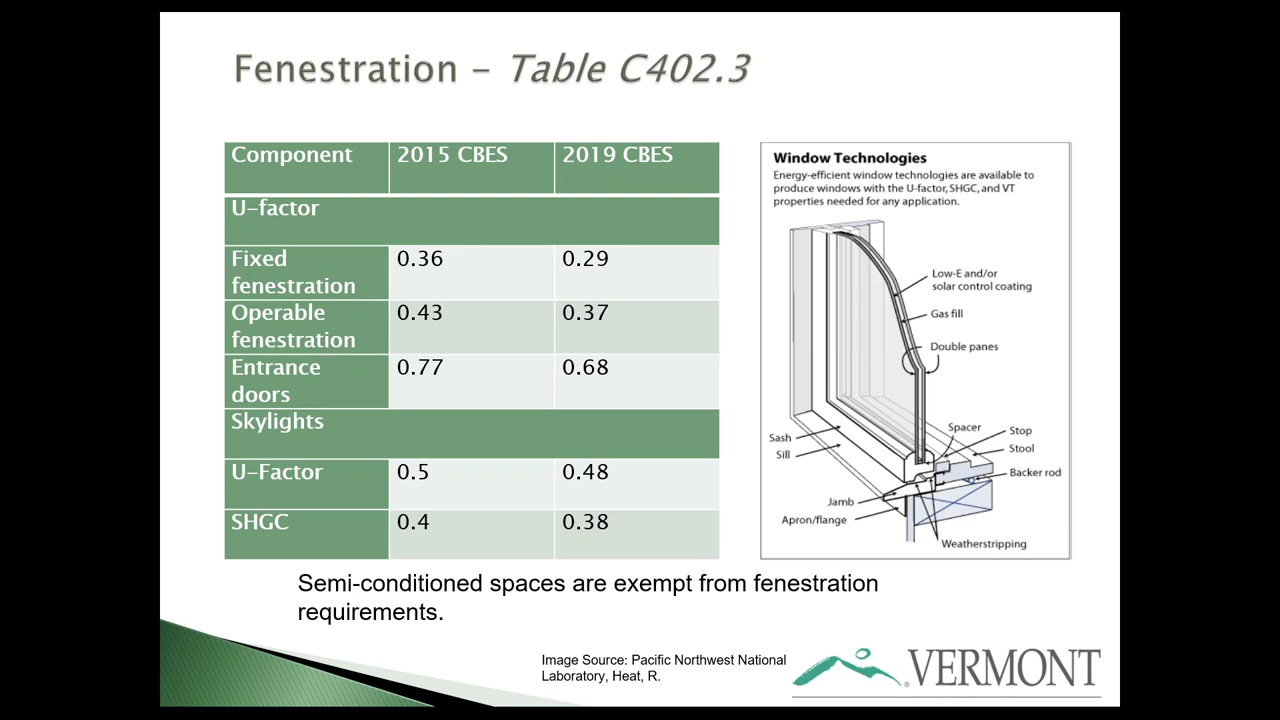 Fenestration – Table C402.3
Component 2015 CBES 2019 CBES
U-factor
Fixed fenestration 0.36 0.29
Operable fenestration 0.43 0.37
Entrance doors 0.77 0.68
Skylights
U-Factor 0.5 0.48
SHGC 0.4 0.38
Window Technologies
Energy-efficient window technologies are available to
produce windows with the U-factor, SHGC, and VT
properties needed for any application.
Low-E and/or
solar control coating
Gas fill
Double panes
Spacer
Stop
Sash
Stool
Sill
Backer rod
Jamb
Apron/flange
Weatherstripping
Semi-conditioned spaces are exempt from fenestration
requirements.
Image Source: Pacific Northwest National
Laboratory, Heat, R.
VERMONT